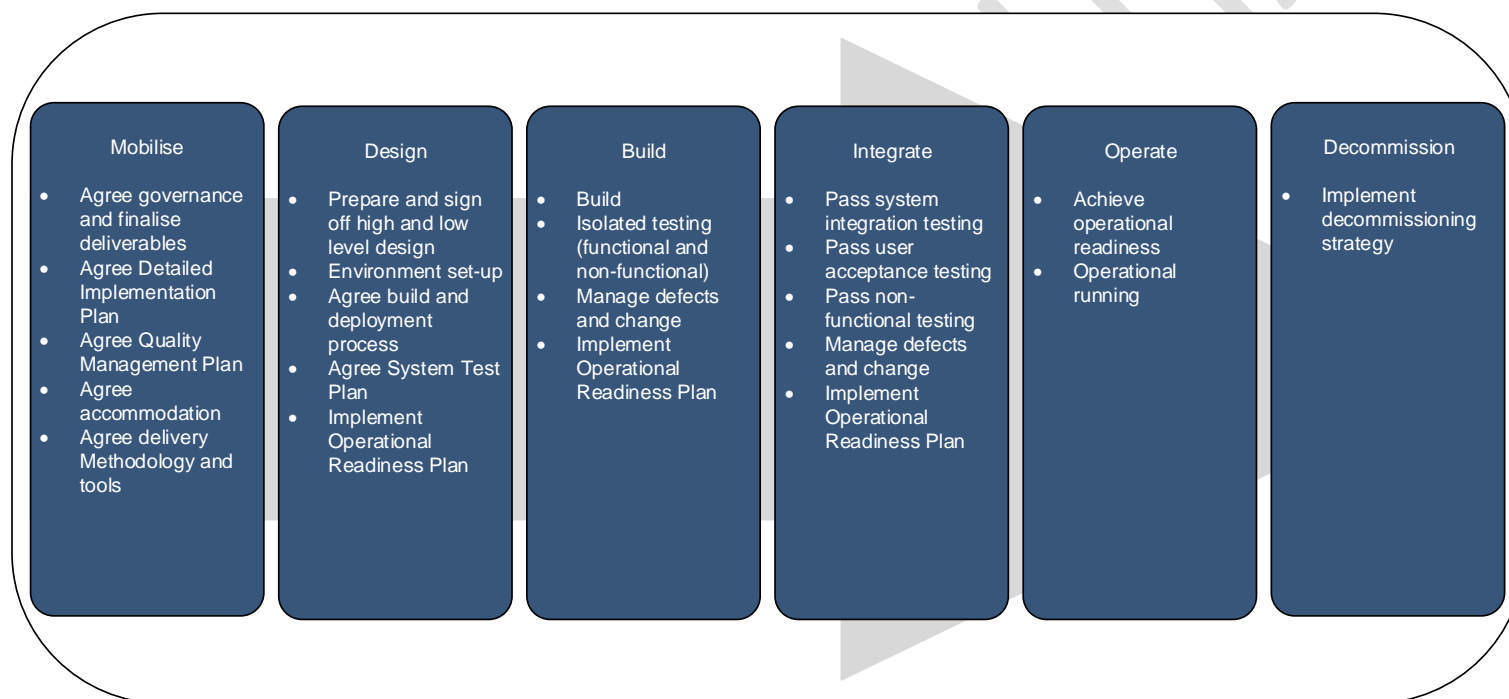 Mobilise
• Agree governance
and finalise
deliverables
• Agree Detailed
Implementation
Plan
• Agree Quality
Management Plan
• Agree
accommodation
• Agree delivery
Methodology and
tools
Design
• Prepare and sign
off high and low
level design
• Environment set-up
• Agree build and
deployment
process
• Agree System Test
Plan
• Implement
Operational
Readiness Plan
Build
• Build
• Isolated testing
(functional and
non-functional)
• Manage defects
and change
• Implement
Operational
Readiness Plan
Integrate
• Pass system
integration testing
• Pass user
acceptance testing
• Pass non-
functional testing
• Manage defects
and change
• Implement
Operational
Readiness Plan
Operate
• Achieve
operational
readiness
• Operational
running
Decommission
• Implement
decommissioning
strategy